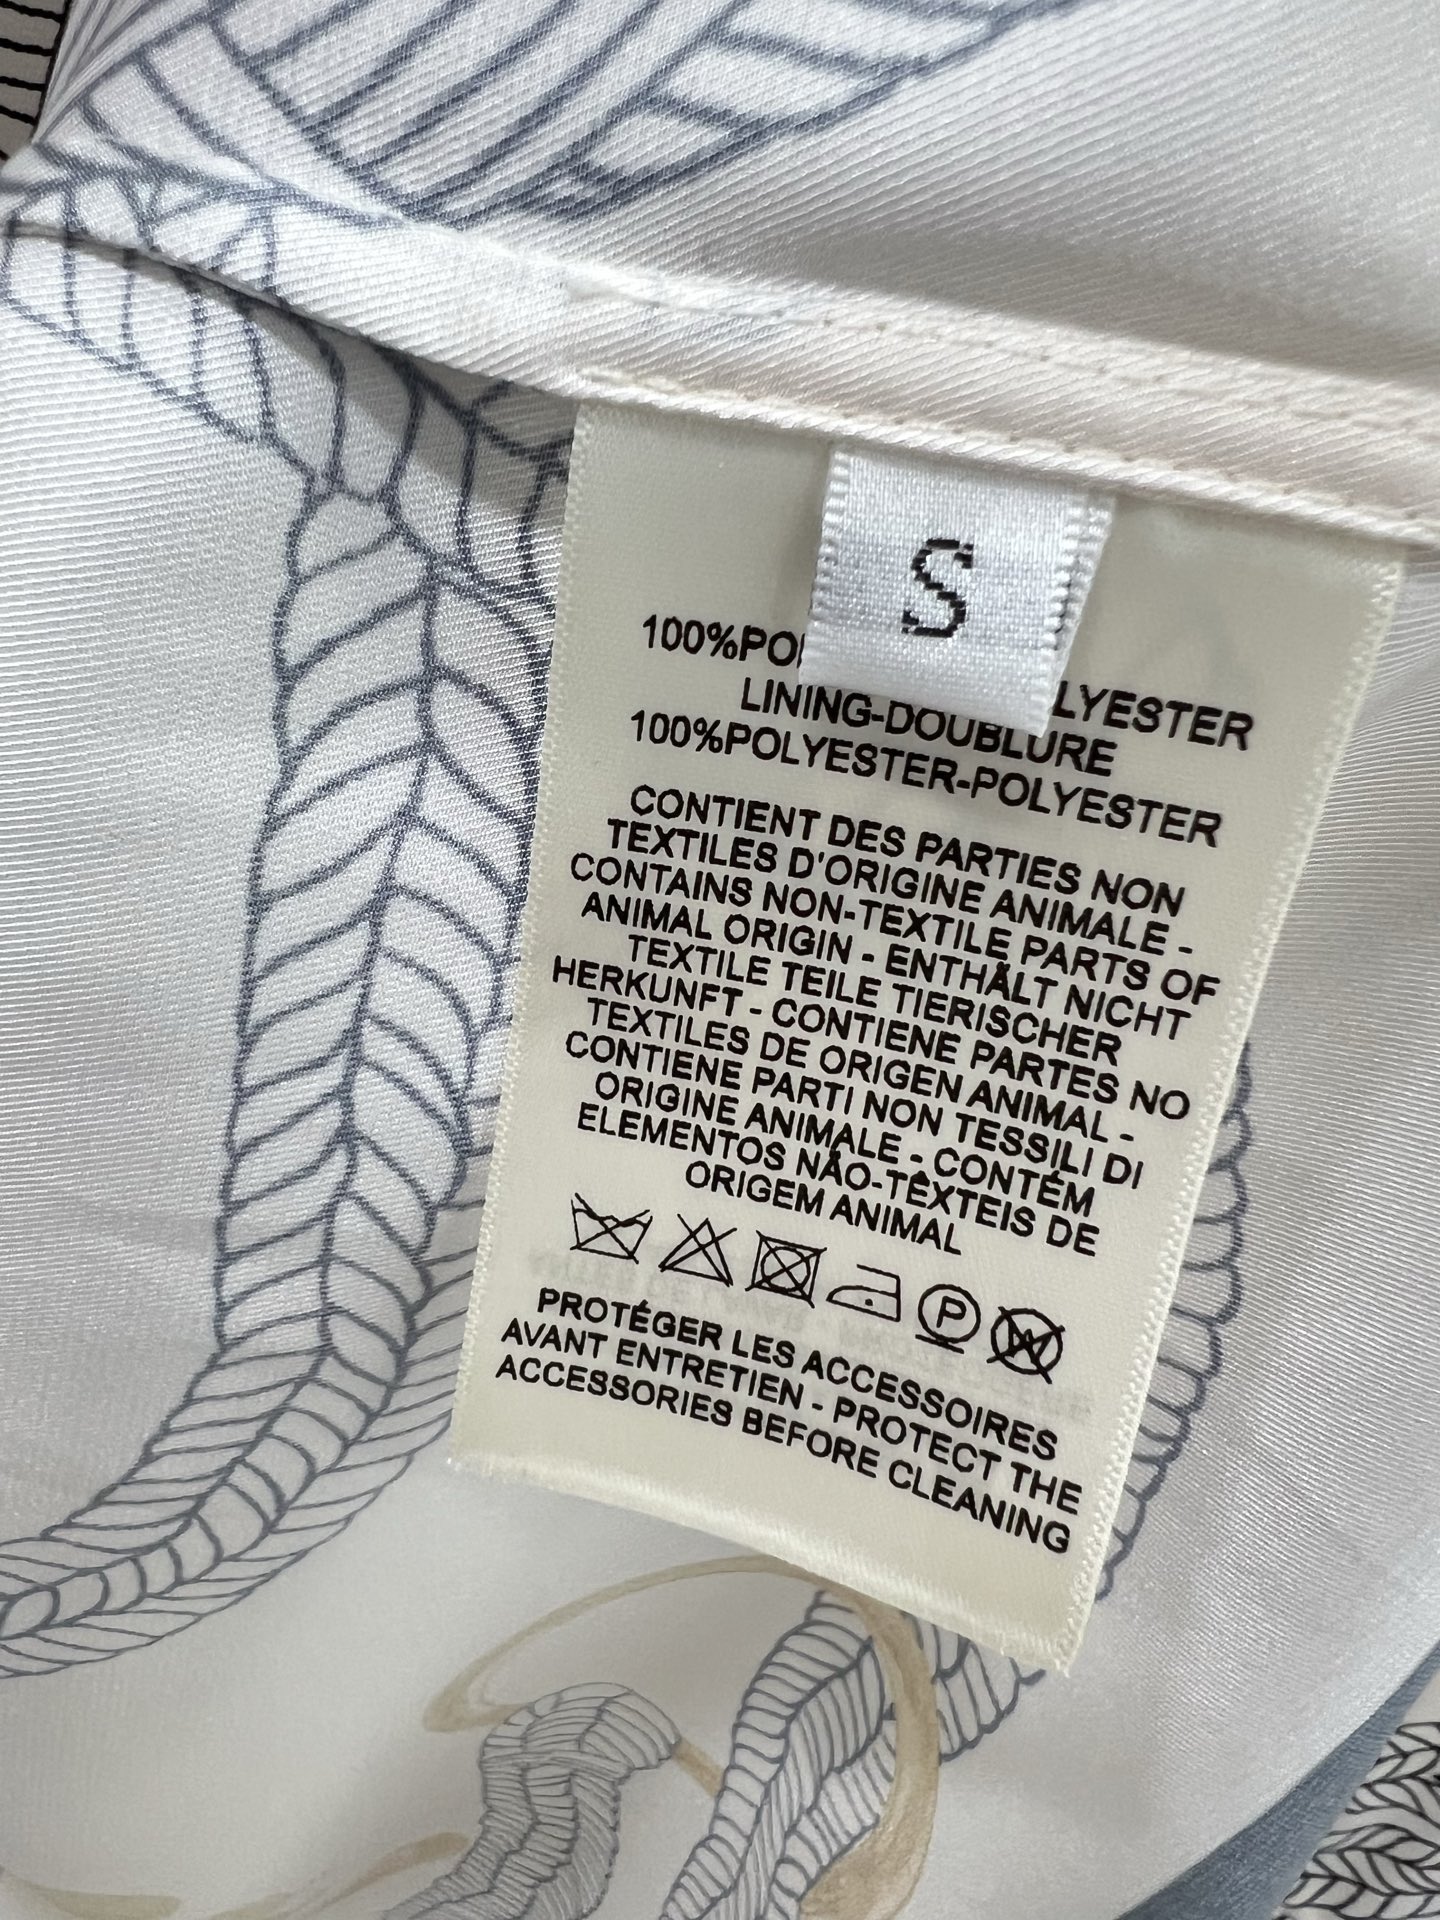 S
100%PO LYESTER
LINING-DOUBLURE
100%POLYESTER-POLYESTER
CONTIENT DES PARTIES NON
TEXTILES D'ORIGINE ANIMALE -
CONTAINS NON-TEXTILE PARTS OF
ANIMAL ORIGIN - ENTHÄLT NICHT
TEXTILE TEILE TIERISCHER
HERKUNFT - CONTIENE PARTES NO
TEXTILES DE ORIGEN ANIMAL -
CONTIENE PARTI NON TESSILI DI
ORIGINE ANIMALE - CONTÉM
ELEMENTOS NÃO-TÊXTEIS DE
ORIGEM ANIMAL
P
W
PROTÉGER LES ACCESSOIRES
AVANT ENTRETIEN - PROTECT THE
ACCESSORIES BEFORE CLEANING